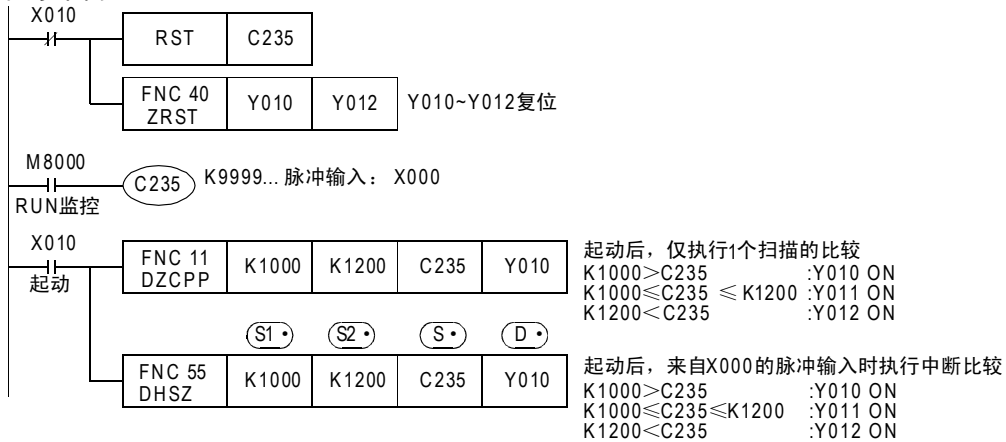 X010
RST C235
FNC 40 Y010 Y012 Y010~Y012复位
ZRST
M8000
C235 K9999... 脉冲输入： X000
RUN监控
X010
起动
FNC 11 K1000 K1200 C235 Y010
DZCPP
起动后，仅执行1个扫描的比较
K1000＞C235 :Y010 ON
K1000≤C235 ≤K1200 :Y011 ON
K1200＜C235 :Y012 ON
S1• S2• S• D•
FNC 55 K1000 K1200 C235 Y010
DHSZ
起动后，来自X000的脉冲输入时执行中断比较
K1000＞C235 :Y010 ON
K1000≤C235≤K1200 :Y011 ON
K1200＜C235 :Y012 ON